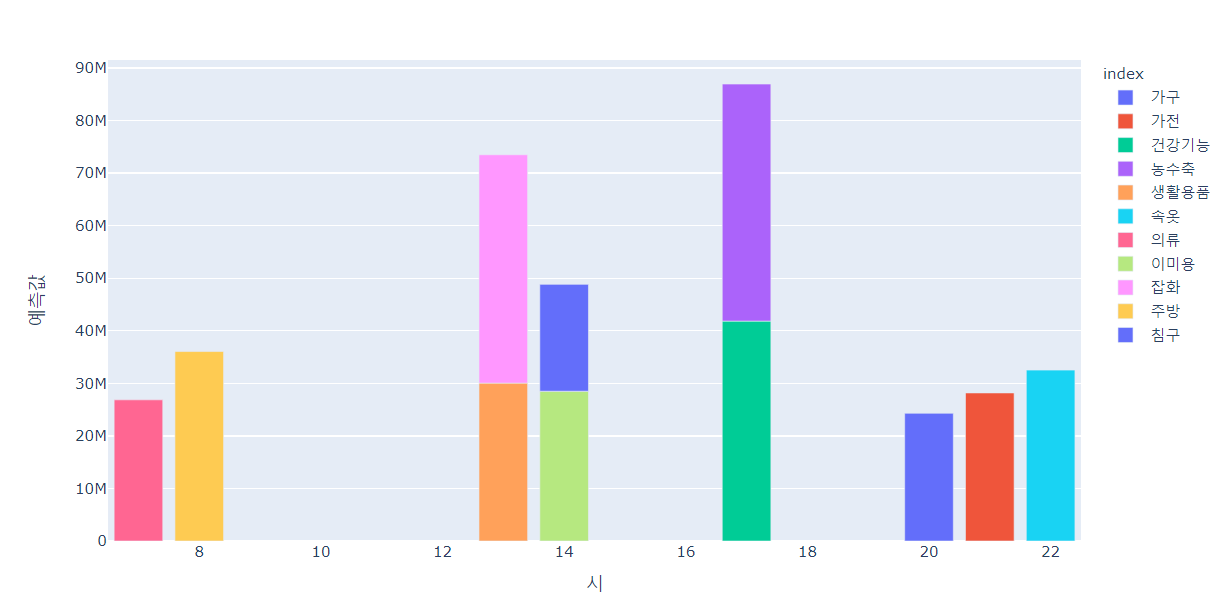 90M
80M
70M
60M
50M
40M
30M
20M
10M
0
8
10
12
14
16
18
20
22
시
예측값
index
가구
가전
건강기능
농수축
생활용품
속옷
의류
이미용
잡화
주방
침구